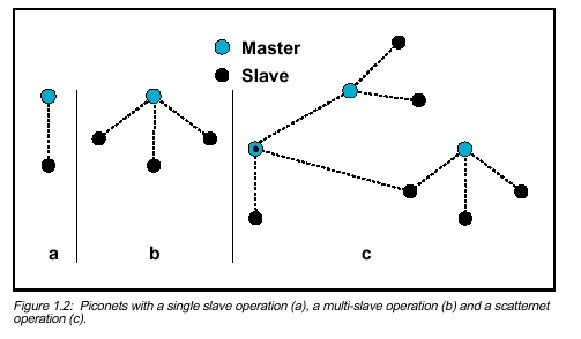 Master
Slave
a
b
c
Figure 1.2: Piconets with a single slave operation (a), a multi-slave operation (b) and a scatternet
operation (c).